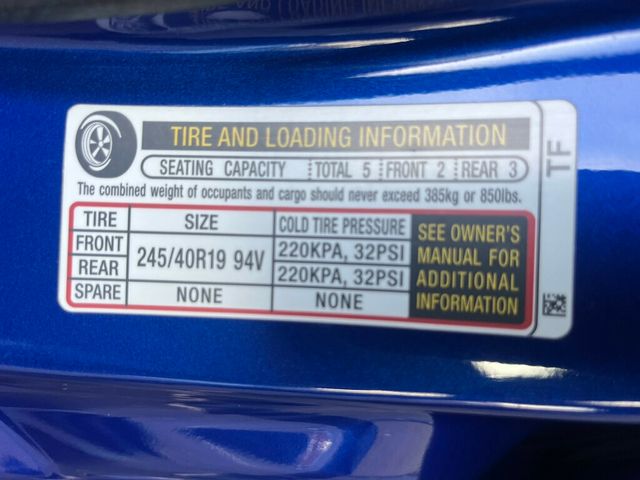 TIRE AND LOADING INFORMATION
SEATING CAPACITY TOTAL 5 FRONT 2 REAR 3
The combined weight of occupants and cargo should never exceed 385kg or 850lbs.
TIRE SIZE COLD TIRE PRESSURE
FRONT 245/40R19 94V 220KPA, 32PSI
REAR 220KPA, 32PSI
SPARE NONE NONE
SEE OWNER'S
MANUAL FOR
ADDITIONAL
INFORMATION
TF